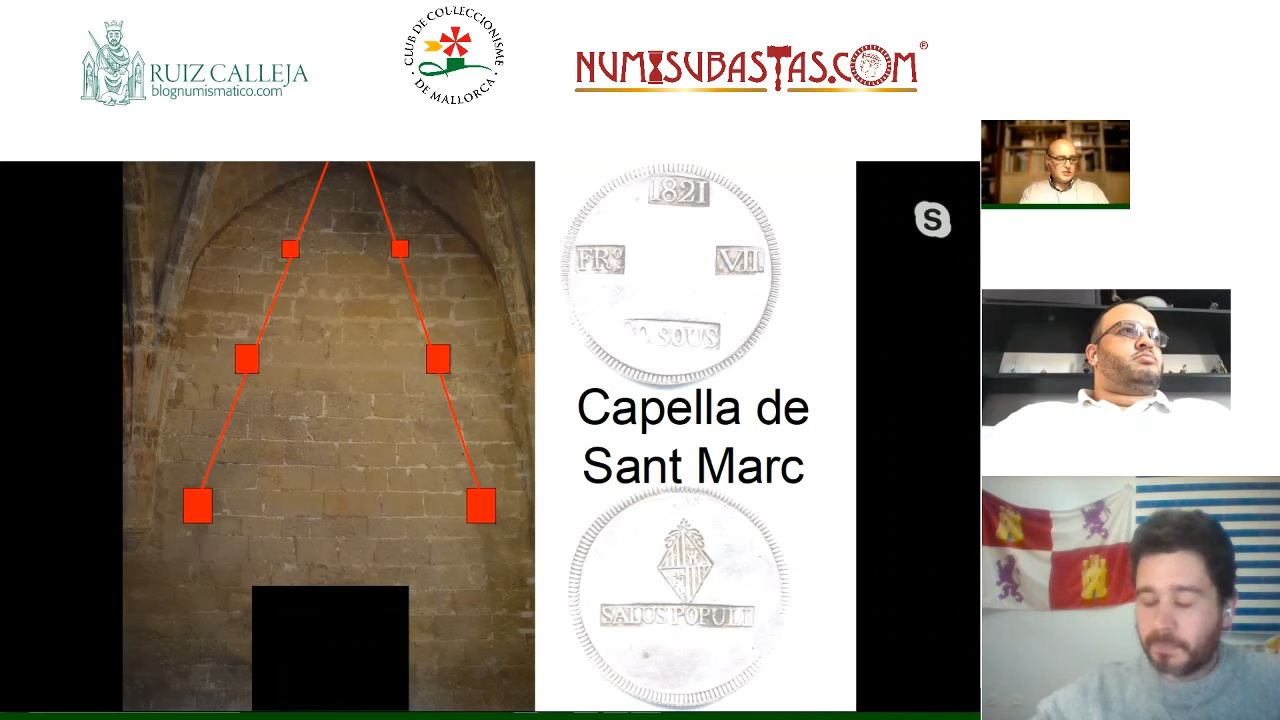 RUIZ CALLEJA
blognumismatico.com
CLUB DE COL·LECCIONISME
· DE MALLORCA ·
NUMISUBASTAS.COM®
1821
FRº
VII.
SOUS
Capella de
Sant Marc
SALUS POPULI
S